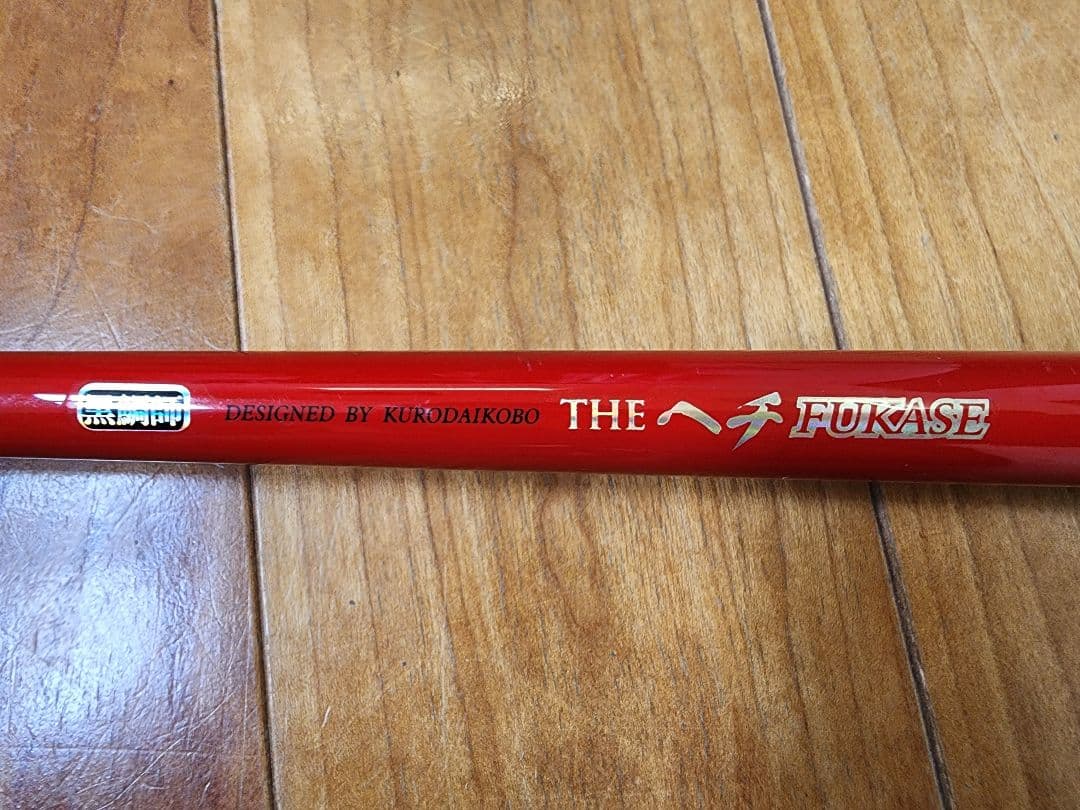 黒鯛師 DESIGNED BY KURODAIKOBO THE ヘチ FUKASE